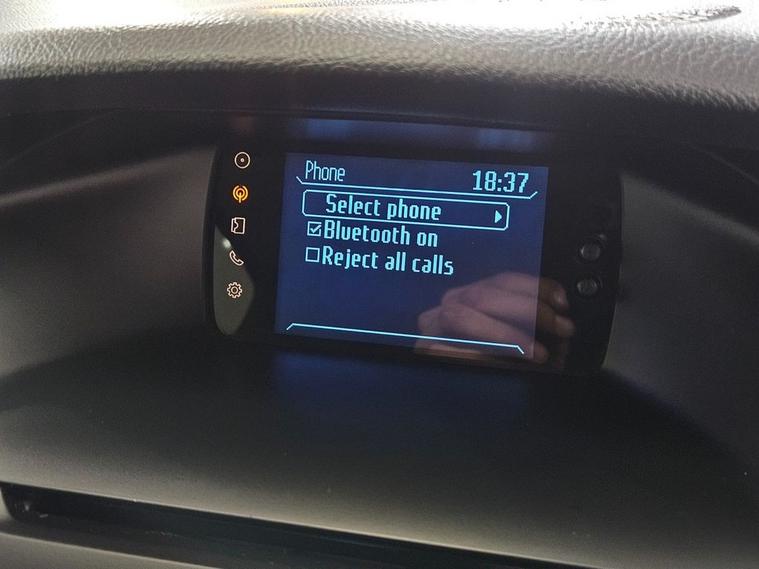 Phone
18:37
Select phone
Bluetooth on
Reject all calls